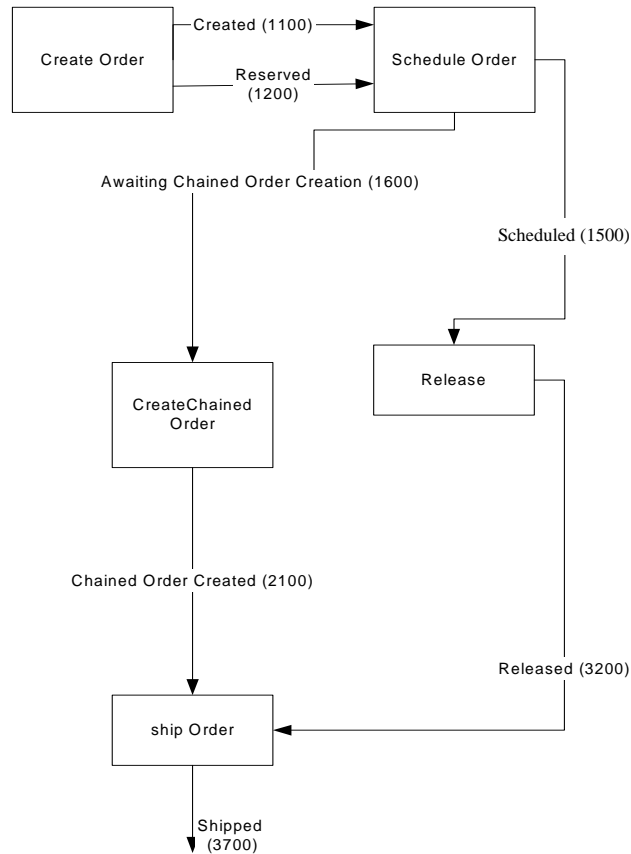 Created (1100)
Create Order
Schedule Order
Reserved
(1200)
Awaiting Chained Order Creation (1600)
Scheduled (1500)
Release
CreateChained
Order
Chained Order Created (2100)
Released (3200)
ship Order
Shipped
(3700)